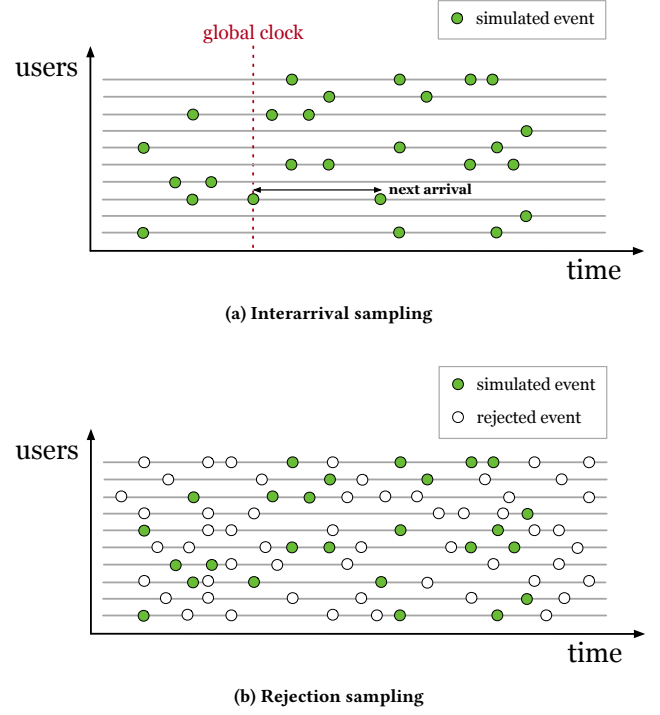 simulated event
global clock
users
next arrival
time
(a) Interarrival sampling
simulated event
rejected event
users
time
(b) Rejection sampling